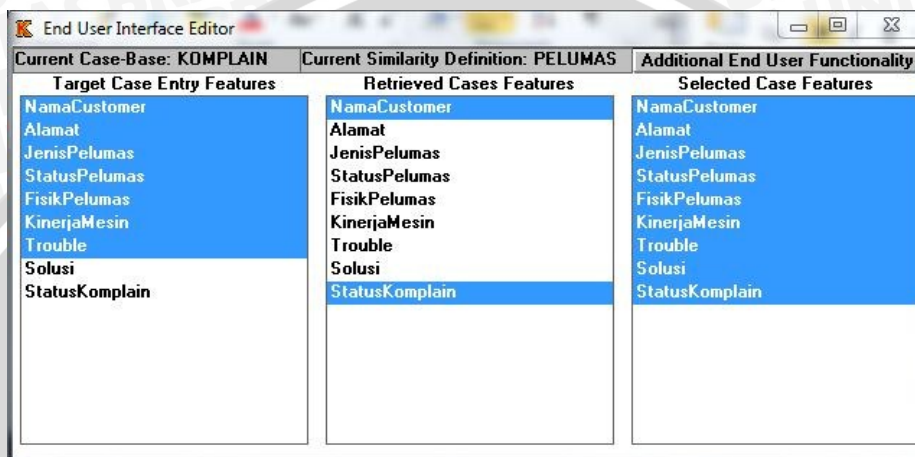 End User Interface Editor
Current Case-Base: KOMPLAIN Current Similarity Definition: PELUMAS Additional End User Functionality
Target Case Entry Features Retrieved Cases Features Selected Case Features
NamaCustomer NamaCustomer NamaCustomer
Alamat Alamat Alamat
JenisPelumas JenisPelumas JenisPelumas
StatusPelumas StatusPelumas StatusPelumas
FisikPelumas FisikPelumas FisikPelumas
KinerjaMesin KinerjaMesin KinerjaMesin
Trouble Trouble Trouble
Solusi Solusi Solusi
StatusKomplain StatusKomplain StatusKomplain